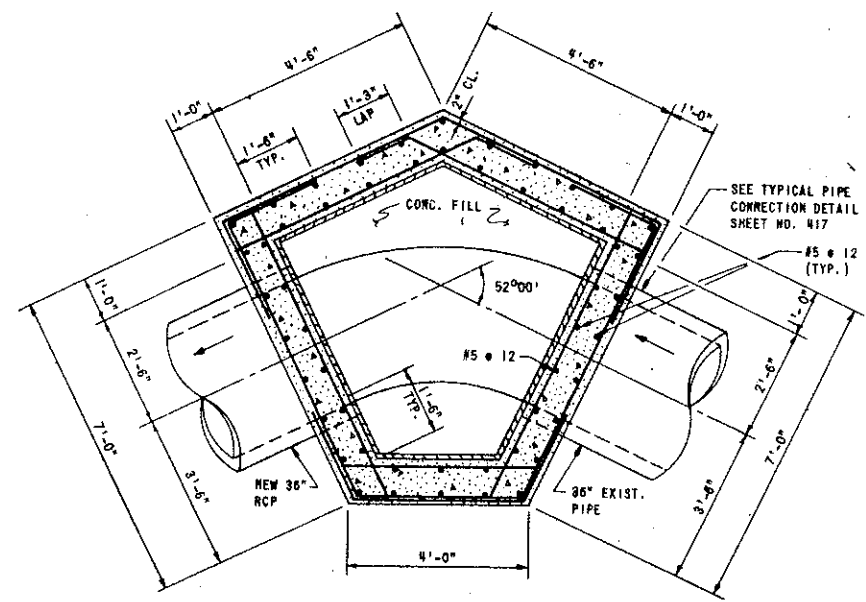 4'-6"
4'-6"
1'-0"
1'-3"
LAP
2" CL.
1'-0"
1'-6"
TYP.
SEE TYPICAL PIPE
CONNECTION DETAIL
SHEET NO. 417
CONC. FILL
#5 @ 12
(TYP.)
52°00'
1'-0"
1'-0"
2'-6"
2'-6"
#5 @ 12
1'-6"
TYP.
7'-0"
7'-0"
3'-6"
3'-6"
NEW 36"
RCP
36" EXIST.
PIPE
4'-0"